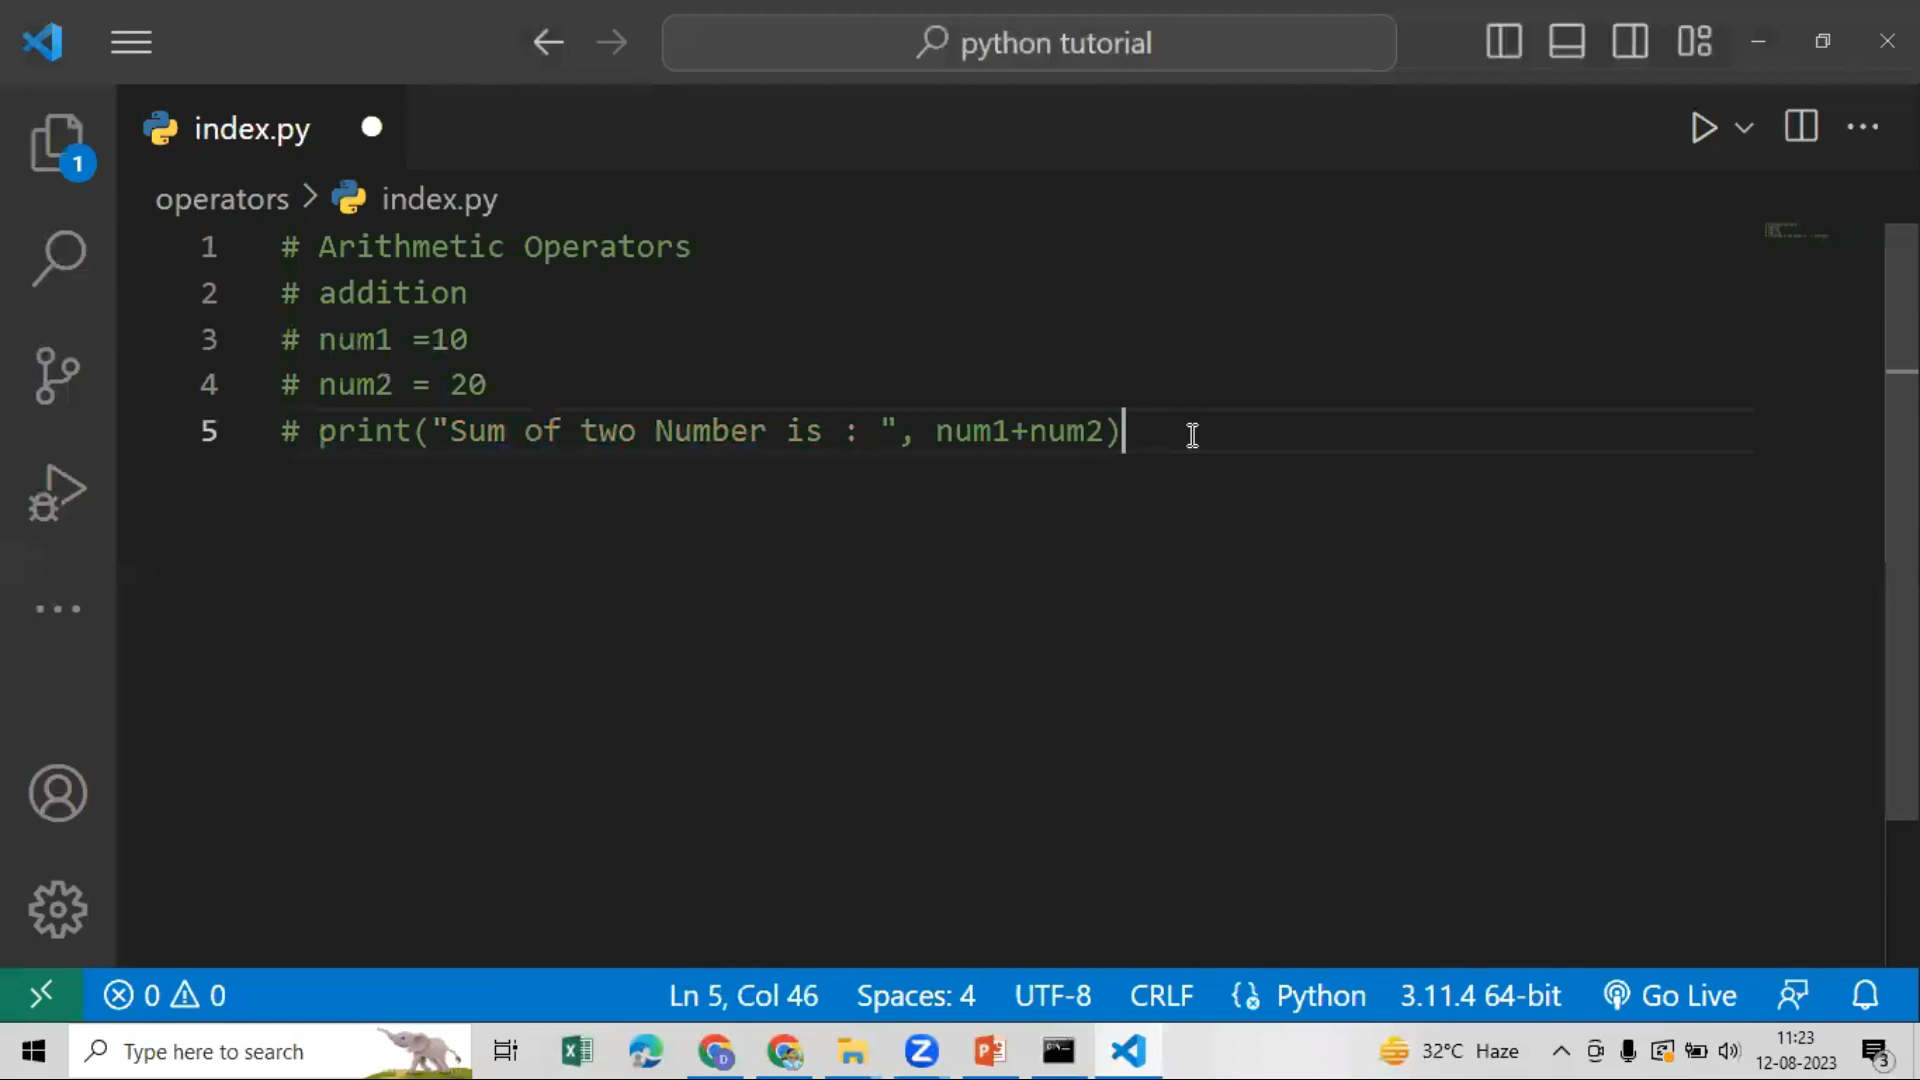 python tutorial
index.py
1
operators > index.py
1 # Arithmetic Operators
2 # addition
3 # num1 =10
4 # num2 = 20
5 # print("Sum of two Number is : ", num1+num2)
0 0 Ln 5, Col 46 Spaces: 4 UTF-8 CRLF Python 3.11.4 64-bit Go Live
Type here to search 32°C Haze 11:23
12-08-2023 3